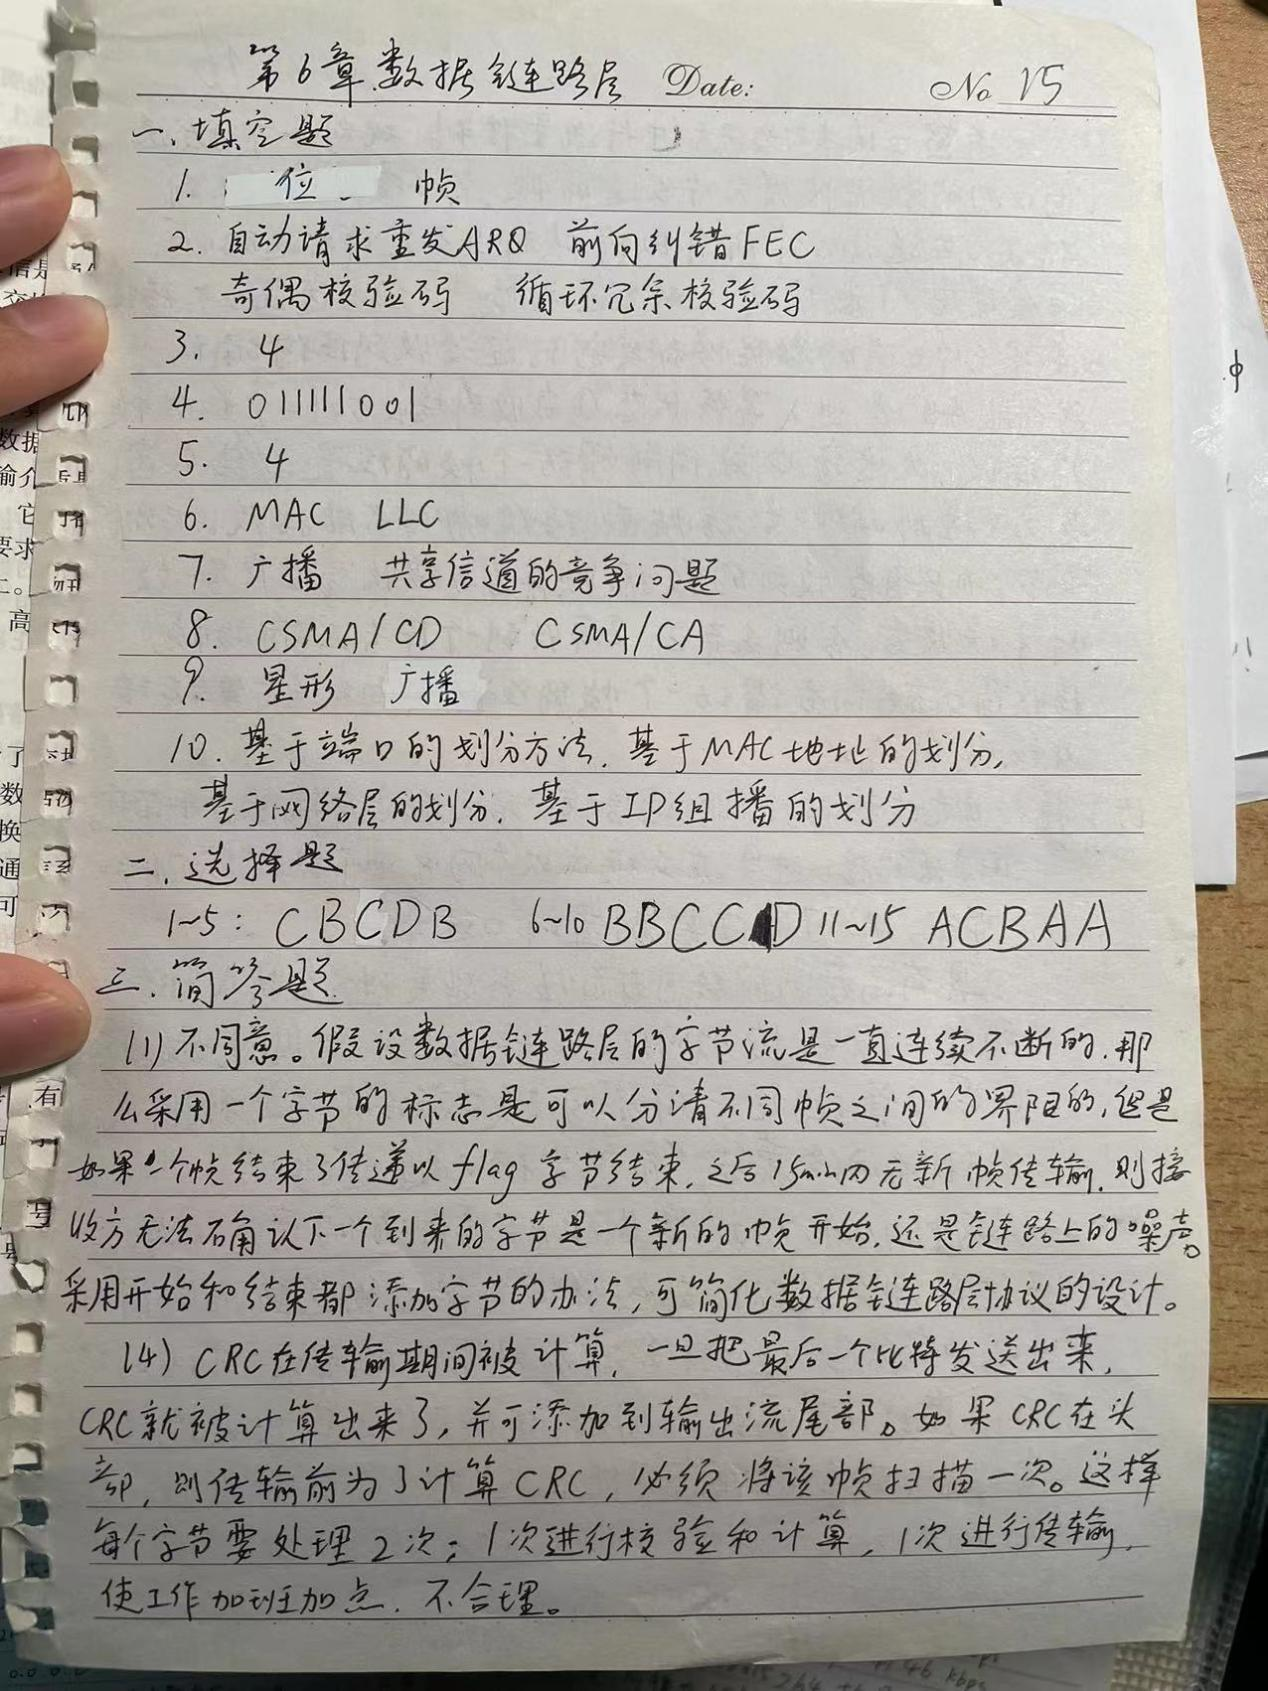 第6章 数据链路层 Date: No 15
一、填空题
1. 位 帧
2. 自动请求重发ARQ 前向纠错FEC
奇偶校验码 循环冗余校验码
3. 4
4. 011111001
5. 4
6. MAC LLC
7. 广播 共享信道的竞争问题
8. CSMA/CD CSMA/CA
9. 星形 广播
10. 基于端口的划分方法、基于MAC地址的划分,
基于网络层的划分、基于IP组播的划分
二、选择题
1~5: CBCDB 6~10 BBCCD 11~15 ACBAA
三、简答题
(1) 不同意。假设数据链路层的字节流是一直连续不断的,那
么采用一个字节的标志是可以分清不同帧之间的界限的,但是
如果一个帧结束了传递以flag字节结束,之后15min内无新帧传输,则接
收方无法确认下一个到来的字节是一个新的帧开始,还是链路上的噪声。
采用开始和结束都添加字节的办法,可简化数据链路层协议的设计。
(4) CRC在传输期间被计算,一旦把最后一个比特发送出来,
CRC就被计算出来了,并可添加到输出流尾部。如果CRC在头
部,则传输前为了计算CRC,必须将该帧扫描一次。这样
每个字节要处理2次;1次进行校验和计算,1次进行传输,
使工作加班加点,不合理。